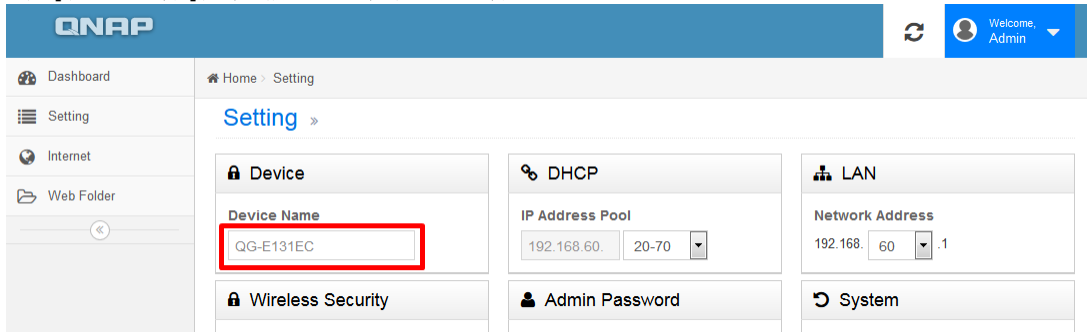 QNAP
Welcome,
Admin
Dashboard
Setting
Internet
Web Folder
Home > Setting
Setting »
Device
Device Name
QG-E131EC
DHCP
IP Address Pool
192.168.60. 20-70
LAN
Network Address
192.168. 60 .1
Wireless Security
Admin Password
System